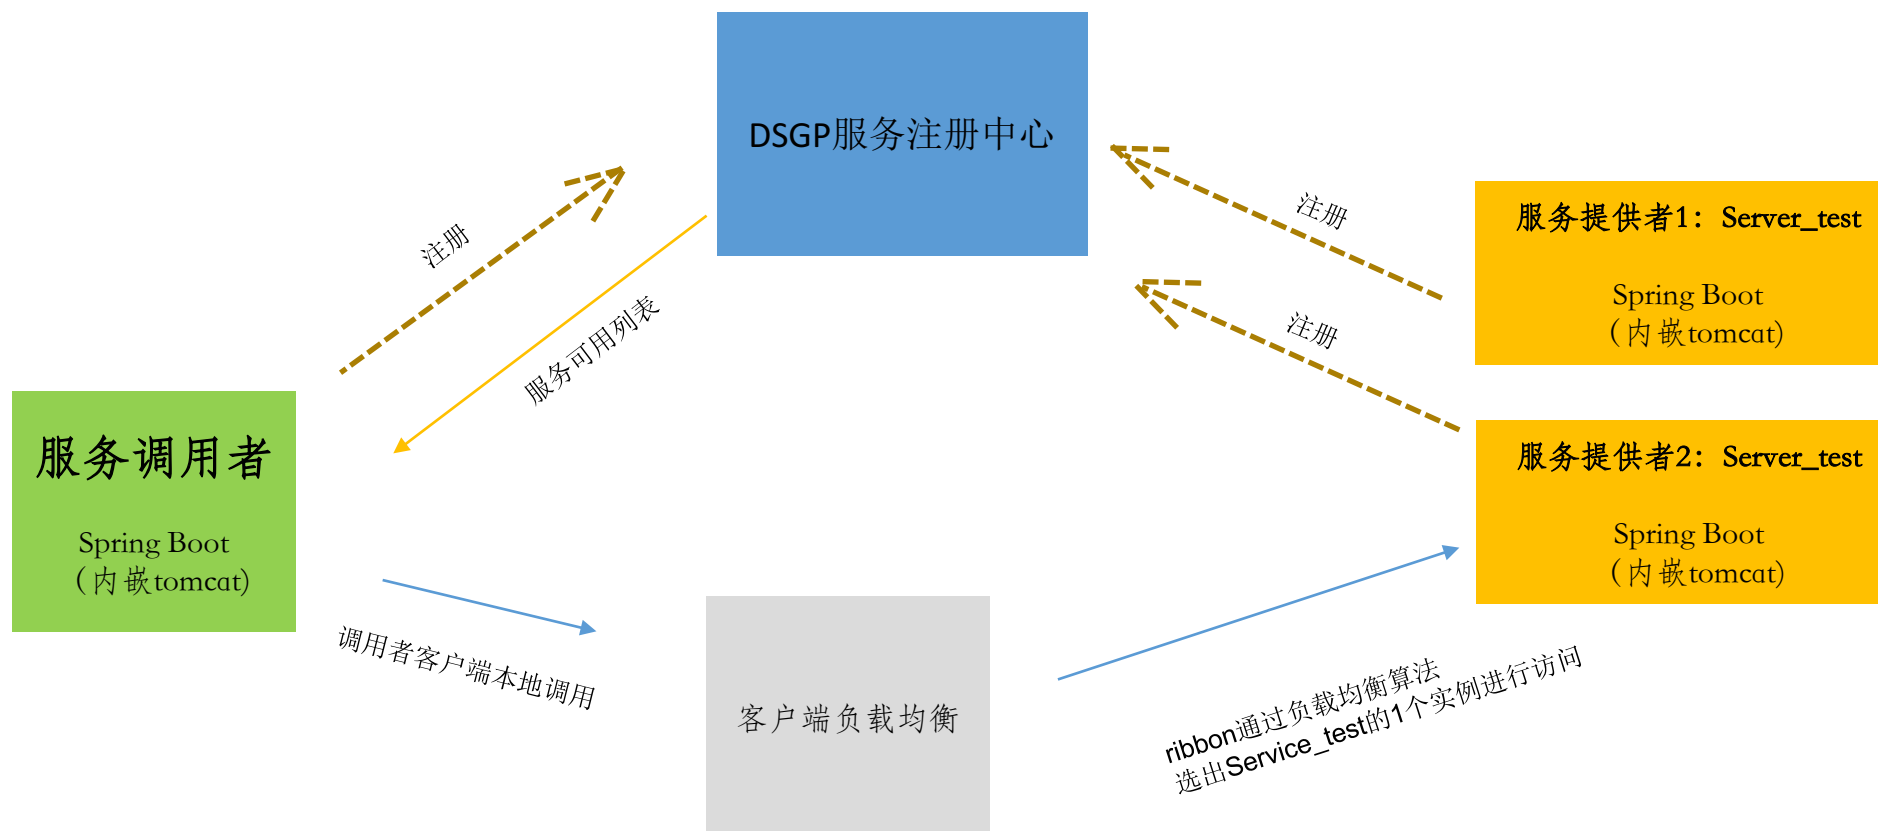 DSGP服务注册中心
注册
注册
服务提供者1：Server_test
Spring Boot
（内嵌tomcat)
注册
服务可用列表
服务调用者
Spring Boot
（内嵌tomcat)
服务提供者2：Server_test
Spring Boot
（内嵌tomcat)
调用者客户端本地调用
客户端负载均衡
ribbon通过负载均衡算法
选出Service_test的1个实例进行访问